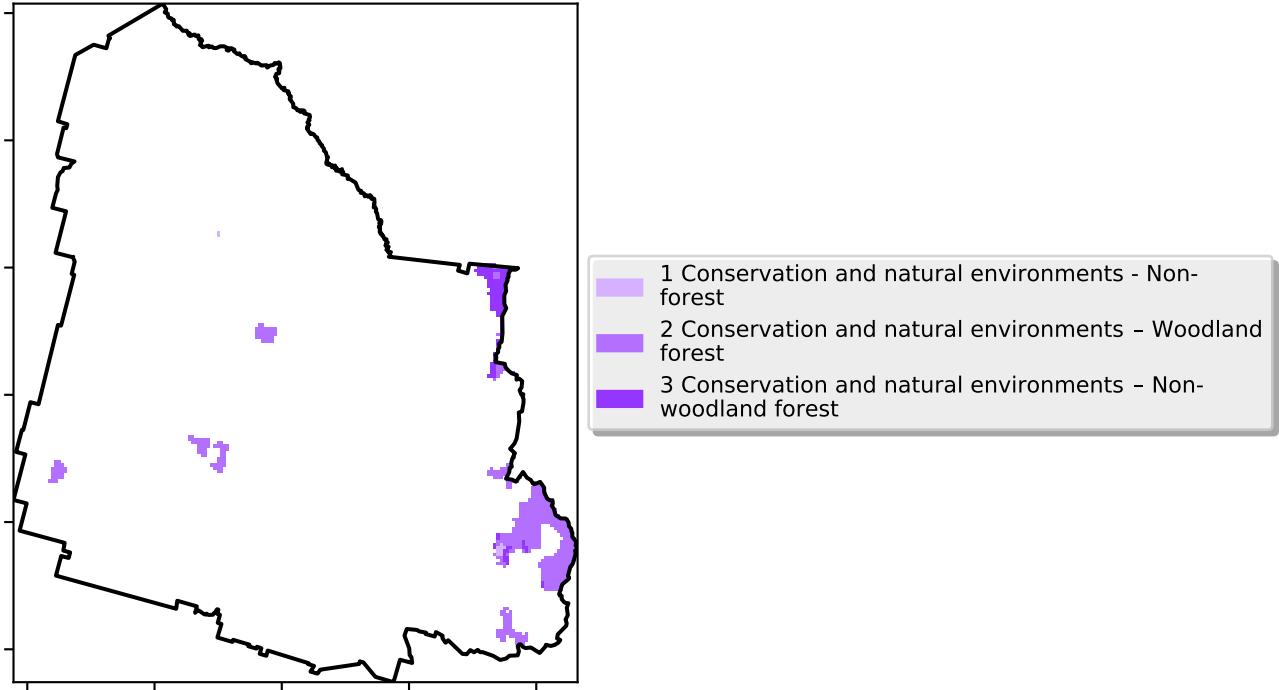 1 Conservation and natural environments - Non-
forest
2 Conservation and natural environments – Woodland
forest
3 Conservation and natural environments – Non-
woodland forest